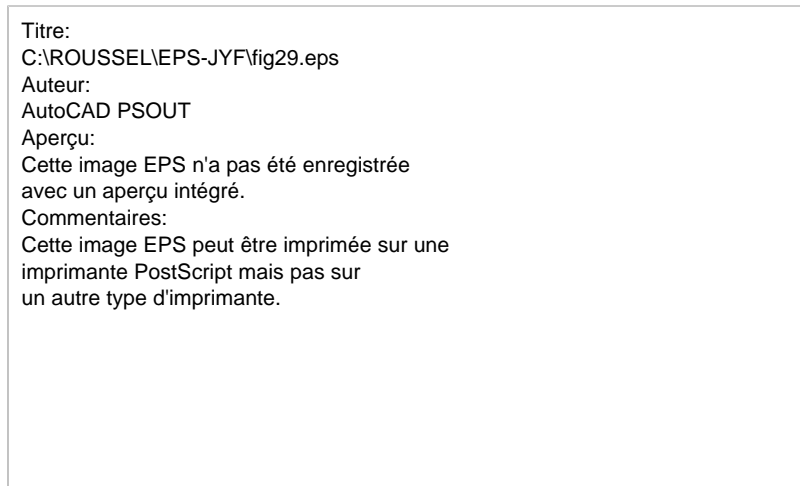 Titre:
C:\ROUSSEL\EPS-JYF\fig29.eps
Auteur:
AutoCAD PSOUT
Aperçu:
Cette image EPS n'a pas été enregistrée
avec un aperçu intégré.
Commentaires:
Cette image EPS peut être imprimée sur une
imprimante PostScript mais pas sur
un autre type d'imprimante.